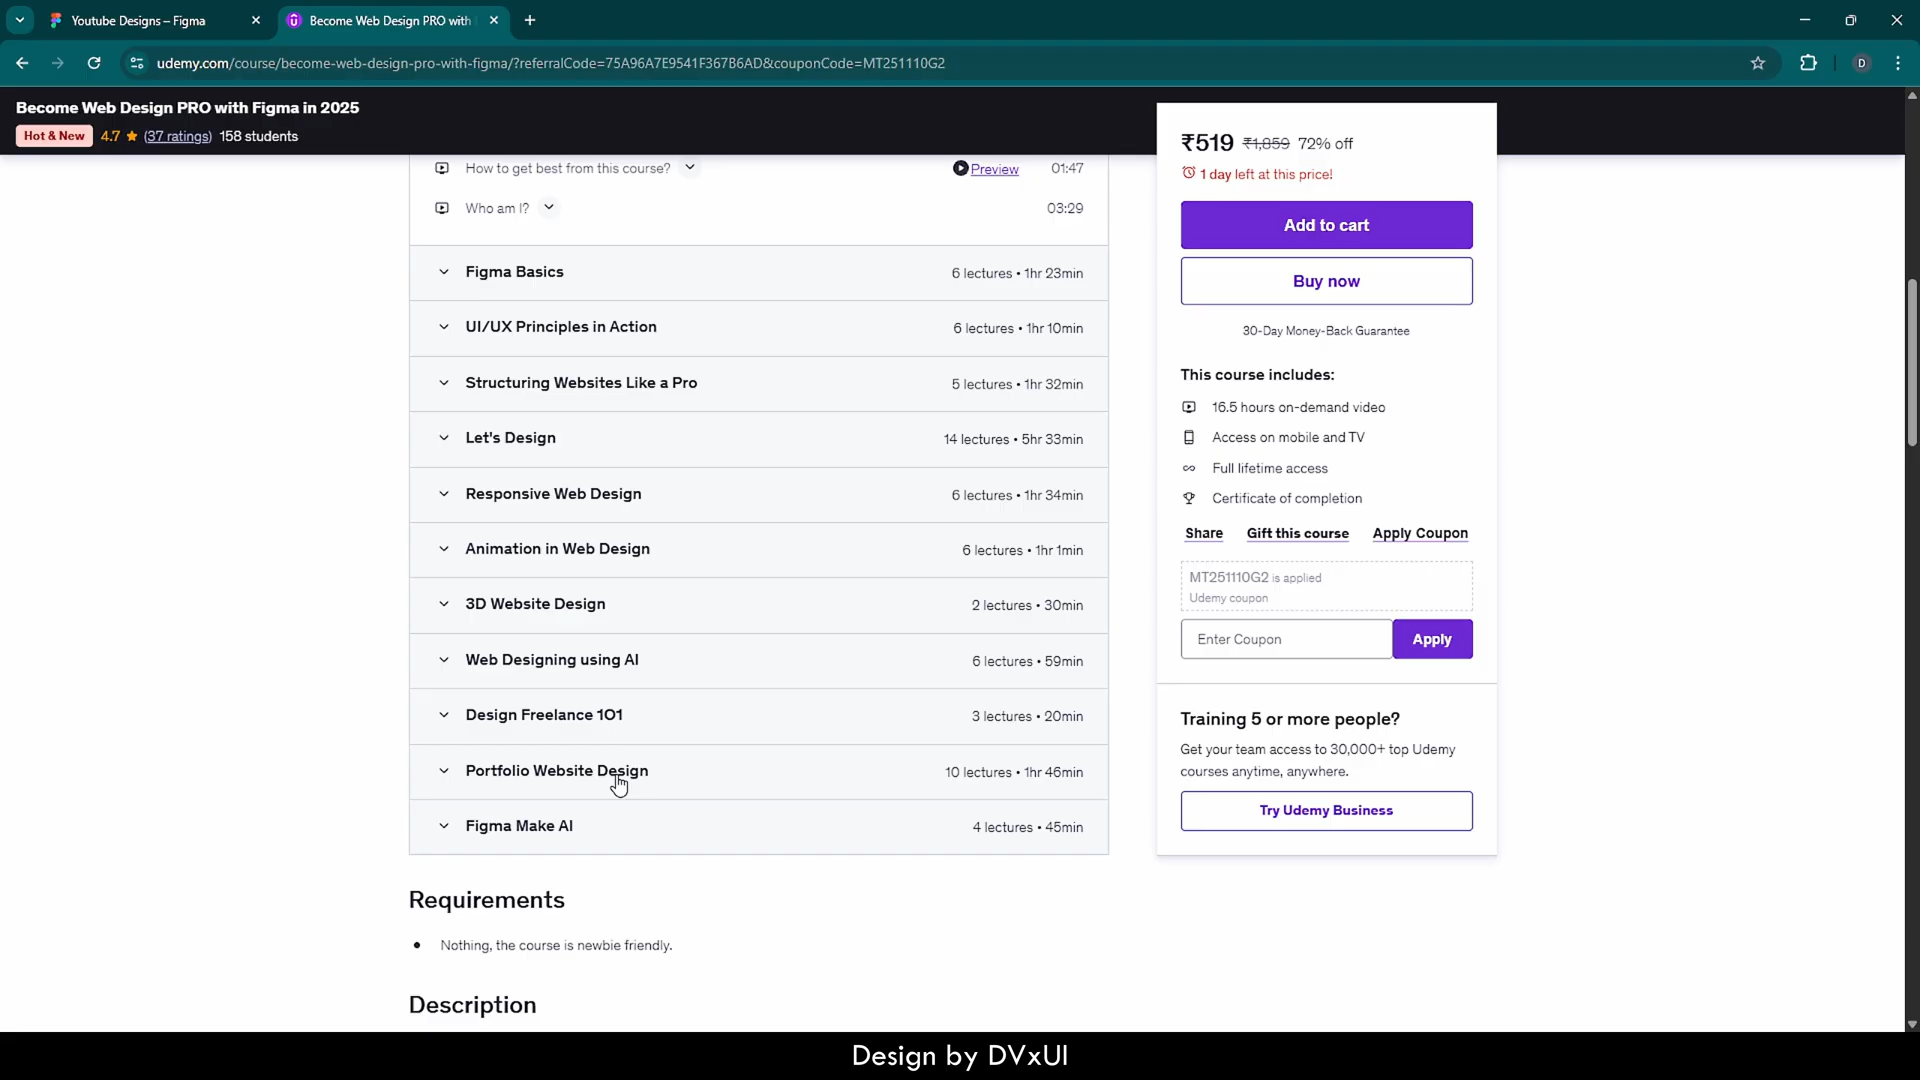 Youtube Designs – Figma
Become Web Design PRO with
udemy.com/course/become-web-design-pro-with-figma/?referralCode=75A96A7E9541F367B6AD&couponCode=MT251110G2
D
Become Web Design PRO with Figma in 2025
Hot & New 4.7 (37 ratings) 158 students
How to get best from this course? Preview 01:47
Who am I? 03:29
Figma Basics 6 lectures • 1hr 23min
UI/UX Principles in Action 6 lectures • 1hr 10min
Structuring Websites Like a Pro 5 lectures • 1hr 32min
Let's Design 14 lectures • 5hr 33min
Responsive Web Design 6 lectures • 1hr 34min
Animation in Web Design 6 lectures • 1hr 1min
3D Website Design 2 lectures • 30min
Web Designing using AI 6 lectures • 59min
Design Freelance 1O1 3 lectures • 20min
Portfolio Website Design 10 lectures • 1hr 46min
Figma Make AI 4 lectures • 45min
Requirements
• Nothing, the course is newbie friendly.
Description
₹519 ₹1,859 72% off
1 day left at this price!
Add to cart
Buy now
30-Day Money-Back Guarantee
This course includes:
16.5 hours on-demand video
Access on mobile and TV
Full lifetime access
Certificate of completion
Share Gift this course Apply Coupon
MT251110G2 is applied
Udemy coupon
Enter Coupon Apply
Training 5 or more people?
Get your team access to 30,000+ top Udemy
courses anytime, anywhere.
Try Udemy Business
Design by DVxUI